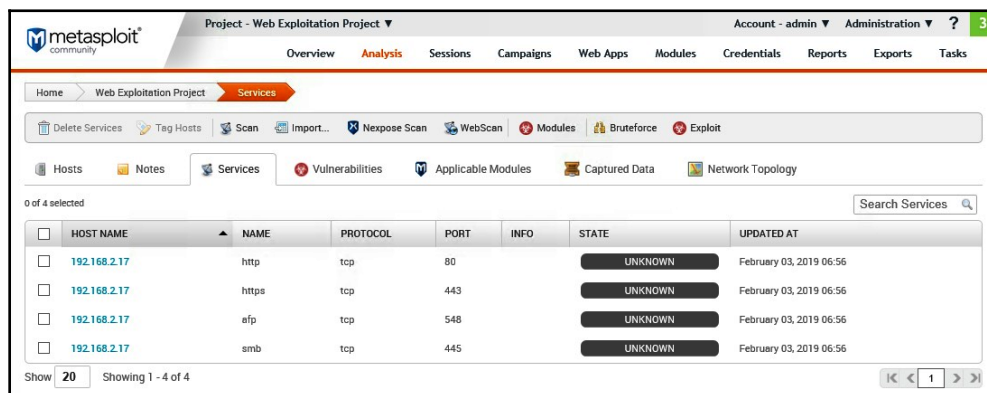 metasploit®
community
Project - Web Exploitation Project ▼ Account - admin ▼ Administration ▼ ? 3
Overview Analysis Sessions Campaigns Web Apps Modules Credentials Reports Exports Tasks
Home Web Exploitation Project Services
Delete Services Tag Hosts Scan Import... Nexpose Scan WebScan Modules Bruteforce Exploit
Hosts Notes Services Vulnerabilities Applicable Modules Captured Data Network Topology
0 of 4 selected Search Services
HOST NAME ▲ NAME PROTOCOL PORT INFO STATE UPDATED AT
192.168.2.17 http tcp 80 UNKNOWN February 03, 2019 06:56
192.168.2.17 https tcp 443 UNKNOWN February 03, 2019 06:56
192.168.2.17 afp tcp 548 UNKNOWN February 03, 2019 06:56
192.168.2.17 smb tcp 445 UNKNOWN February 03, 2019 06:56
Show 20 Showing 1 - 4 of 4 1